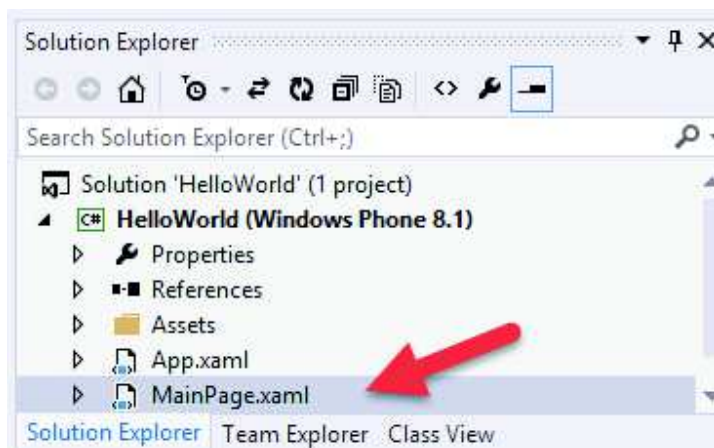 Solution Explorer
Search Solution Explorer (Ctrl+;)
Solution 'HelloWorld' (1 project)
C# HelloWorld (Windows Phone 8.1)
Properties
References
Assets
App.xaml
MainPage.xaml
Solution Explorer Team Explorer Class View